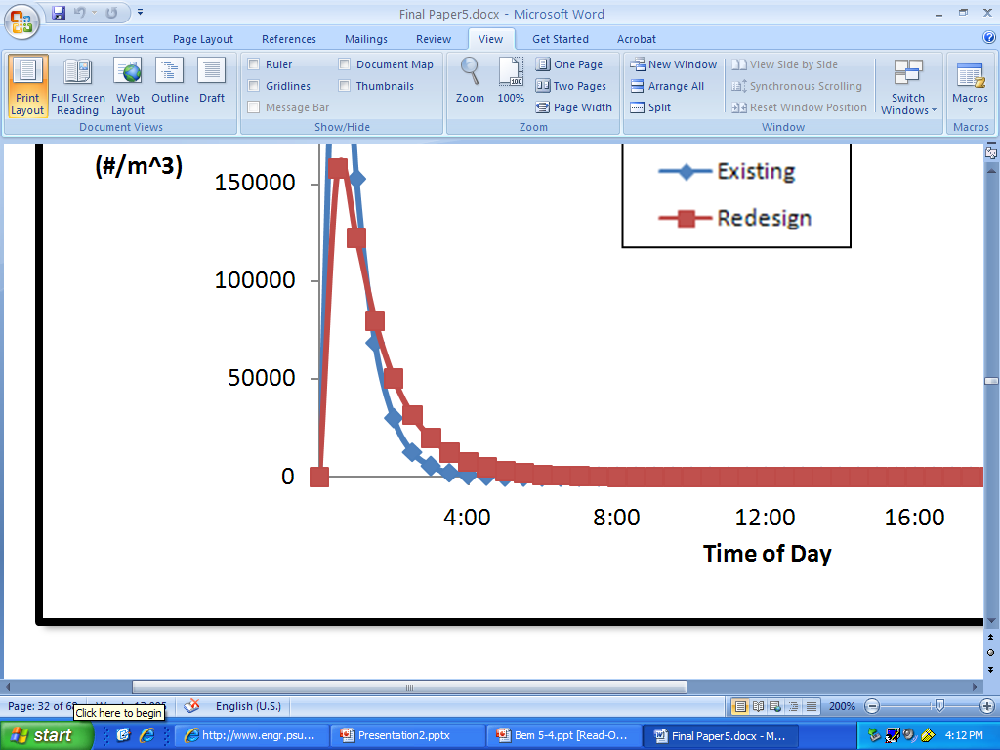 Final Paper5.docx - Microsoft Word
Home Insert Page Layout References Mailings Review View Get Started Acrobat
Print Layout
Full Screen Reading
Web Layout
Outline
Draft
Document Views
Ruler
Gridlines
Message Bar
Document Map
Thumbnails
Show/Hide
Zoom
100
100%
One Page
Two Pages
Page Width
Zoom
New Window
Arrange All
Split
View Side by Side
Synchronous Scrolling
Reset Window Position
Switch Windows
Window
Macros
Macros
(#/m^3)
150000
100000
50000
0
Existing
Redesign
4:00 8:00 12:00 16:00
Time of Day
Page: 32 of
English (U.S.)
200%
Click here to begin
start
http://www.engr.psu...
Presentation2.pptx
Bem 5-4.ppt [Read-O...
Final Paper5.docx - M...
4:12 PM